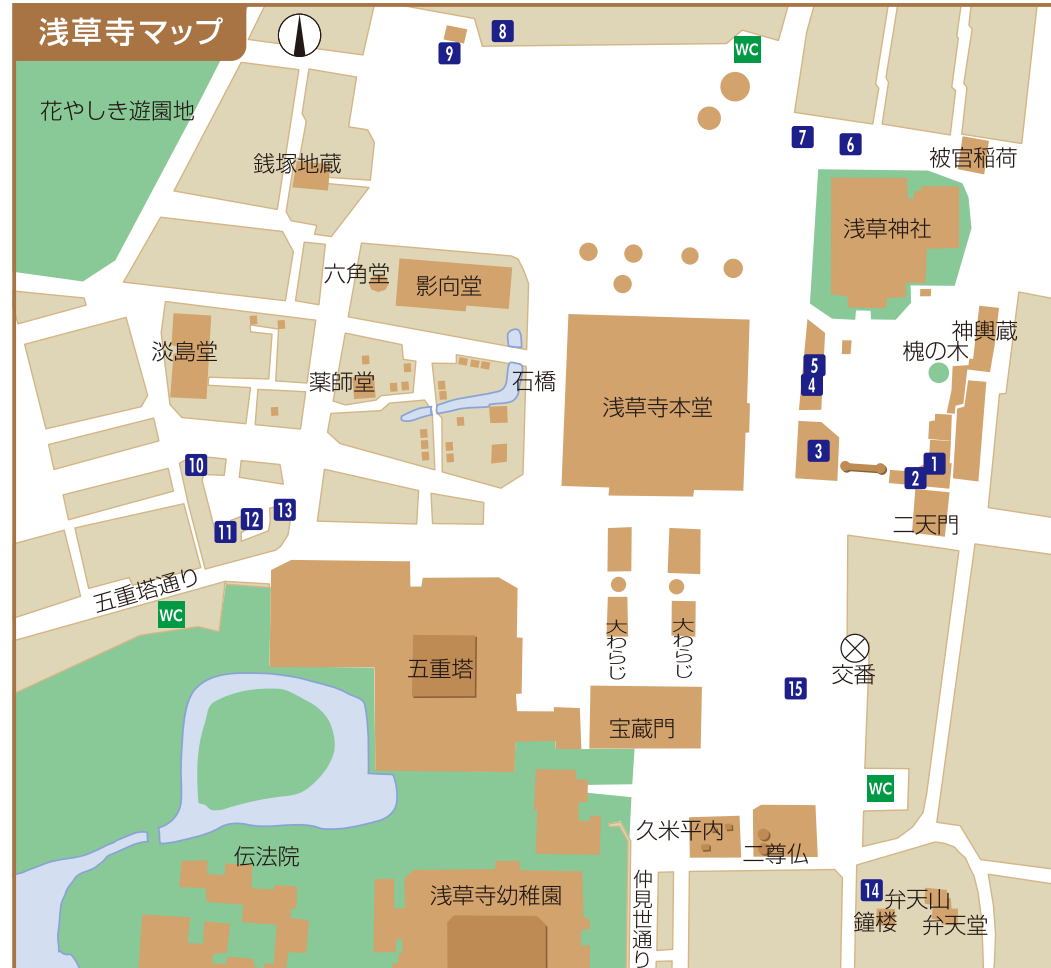 浅草寺マップ
8
9
WC
花やしき遊園地
7
6
銭塚地蔵
被官稲荷
浅草神社
六角堂
影向堂
神輿蔵
槐の木
淡島堂
薬師堂
石橋
5
4
浅草寺本堂
3
1
2
10
13
12
11
二天門
五重塔通り
WC
大わらじ
大わらじ
五重塔
交番
15
宝蔵門
WC
久米平内
二尊仏
伝法院
浅草寺幼稚園
仲見世通り
14
弁天山
鐘楼
弁天堂